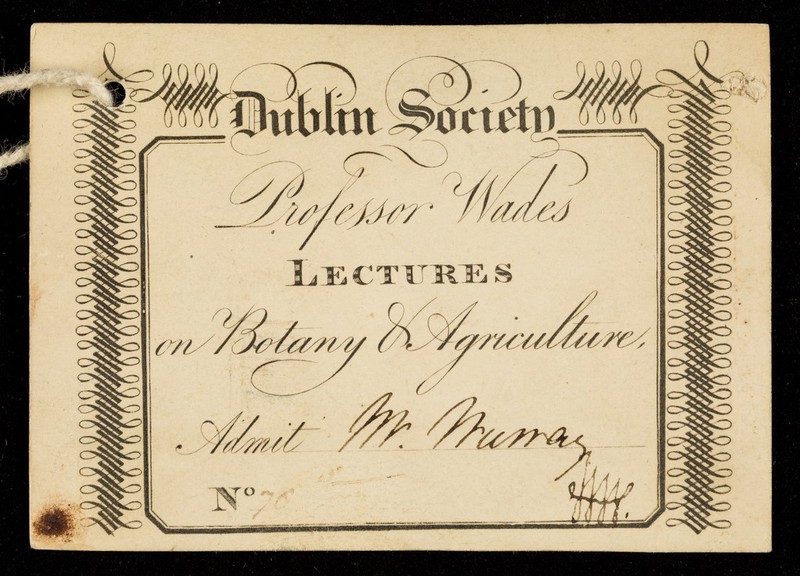 Dublin Society
Professor Wades
LECTURES
on Botany & Agriculture.
Admit Mr. Murray
No 76